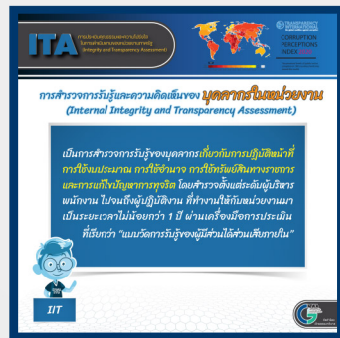 ITA
การประเมินคุณธรรมและความโปร่งใส
ในการดำเนินงานของหน่วยงานภาครัฐ
(Integrity and Transparency Assessment)
TRANSPARENCY
INTERNATIONAL
CORRUPTION
PERCEPTIONS
INDEX
การสำรวจการรับรู้และความคิดเห็นของ บุคลากรในหน่วยงาน
(Internal Integrity and Transparency Assessment)
เป็นการสำรวจการรับรู้ของบุคลากรเกี่ยวกับการปฏิบัติหน้าที่
การใช้งบประมาณ การใช้อำนาจ การใช้ทรัพย์สินทางราชการ
และการแก้ไขปัญหาการทุจริต โดยสำรวจตั้งแต่ระดับผู้บริหาร
พนักงาน ไปจนถึงผู้ปฏิบัติงาน ที่ทำงานให้กับหน่วยงานมา
เป็นระยะเวลาไม่น้อยกว่า 1 ปี ผ่านเครื่องมือการประเมิน
ที่เรียกว่า “แบบวัดการรับรู้ของผู้มีส่วนได้ส่วนเสียภายใน”
IIT